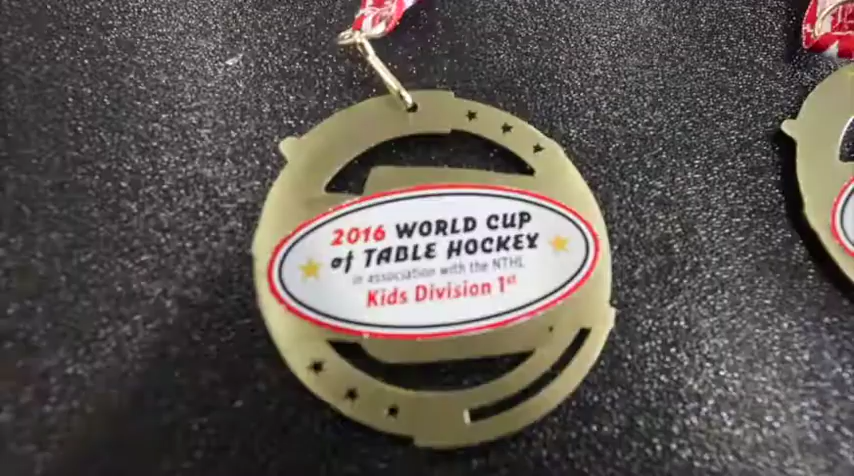 2016 WORLD CUP
of TABLE HOCKEY
in association with the NTHL
Kids Division 1st